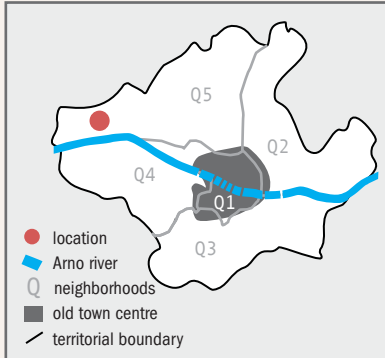 Q5
Q2
Q4
Q1
Q3
location
Arno river
Q neighborhoods
old town centre
territorial boundary